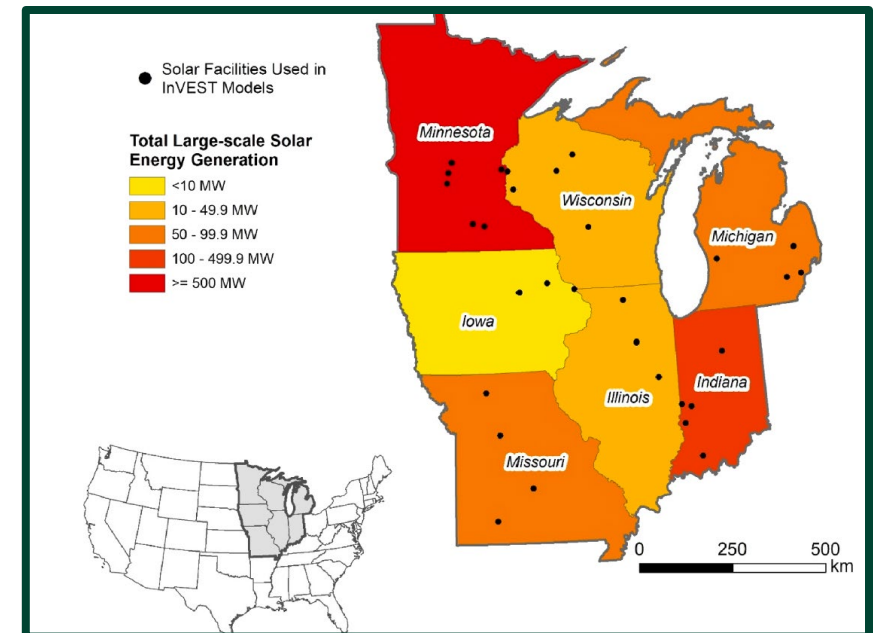 Solar Facilities Used in
InVEST Models
Total Large-scale Solar
Energy Generation
<10 MW
10 - 49.9 MW
50 - 99.9 MW
100 - 499.9 MW
>= 500 MW
Minnesota
Wisconsin
Michigan
Iowa
Illinois
Indiana
Missouri
0 250 500
km